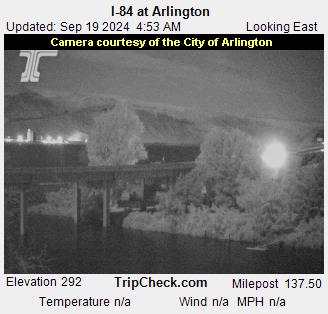 I-84 at Arlington
Updated: Sep 19 2024 4:53 AM Looking East
Camera courtesy of the City of Arlington
Elevation 292 TripCheck.com Milepost 137.50
Temperature n/a Wind n/a MPH n/a